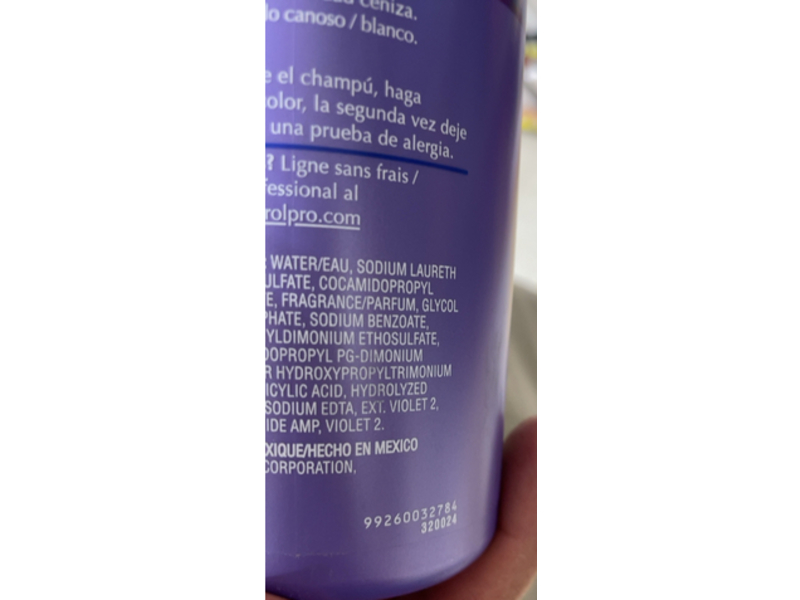 ceniza.
lo canoso / blanco.
e el champú, haga
olor, la segunda vez deje
una prueba de alergia.
? Ligne sans frais /
fessional al
rolpro.com
: WATER/EAU, SODIUM LAURETH
ULFATE, COCAMIDOPROPYL
E, FRAGRANCE/PARFUM, GLYCOL
PHATE, SODIUM BENZOATE,
YLDIMONIUM ETHOSULFATE,
DOPROPYL PG-DIMONIUM
R HYDROXYPROPYLTRIMONIUM
ICYLIC ACID, HYDROLYZED
SODIUM EDTA, EXT. VIOLET 2,
IDE AMP, VIOLET 2.
XIQUE/HECHO EN MEXICO
CORPORATION.
99260032784
320024